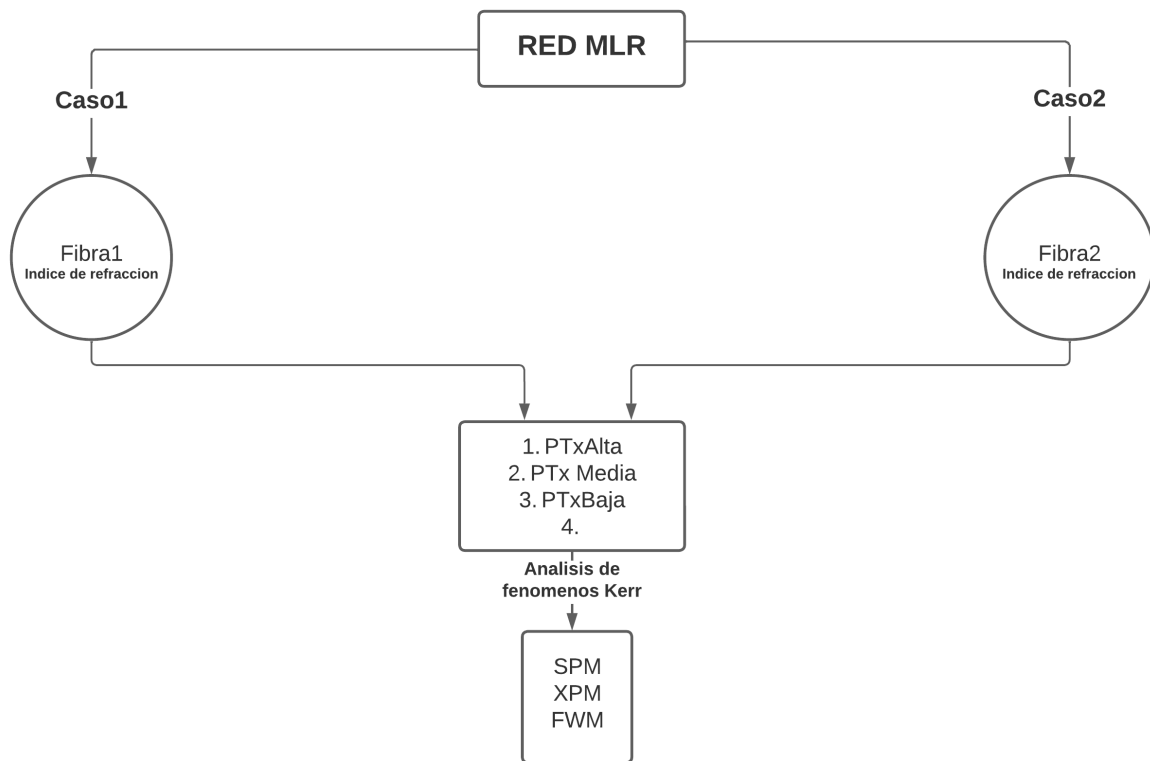 RED MLR
Caso1
Caso2
Fibra1
Indice de refraccion
Fibra2
Indice de refraccion
1. PTxAlta
2. PTx Media
3. PTxBaja
4.
Analisis de
fenomenos Kerr
SPM
XPM
FWM